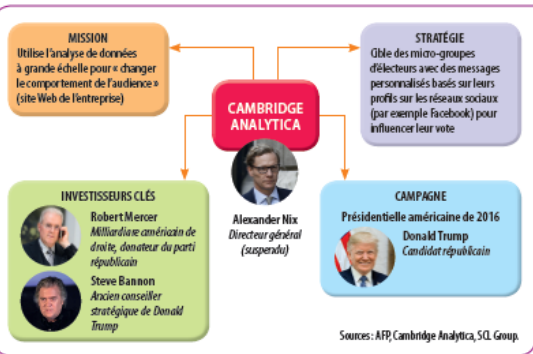 MISSION
Utilise l'analyse de données
à grande échelle pour « changer
le comportement de l'audience »
(site Web de l'entreprise)
STRATÉGIE
Cible des micro-groupes
d'électeurs avec des messages
personnalisés basés sur leurs
profils sur les réseaux sociaux
(par exemple Facebook) pour
influencer leur vote
CAMBRIDGE
ANALYTICA
Alexander Nix
Directeur général
(suspendu)
INVESTISSEURS CLÉS
Robert Mercer
Milliardaire américain de
droite, donateur du parti
républicain
Steve Bannon
Ancien conseiller
stratégique de Donald
Trump
CAMPAGNE
Présidentielle américaine de 2016
Donald Trump
Candidat républicain
Sources : AFP, Cambridge Analytica, SCL Group.